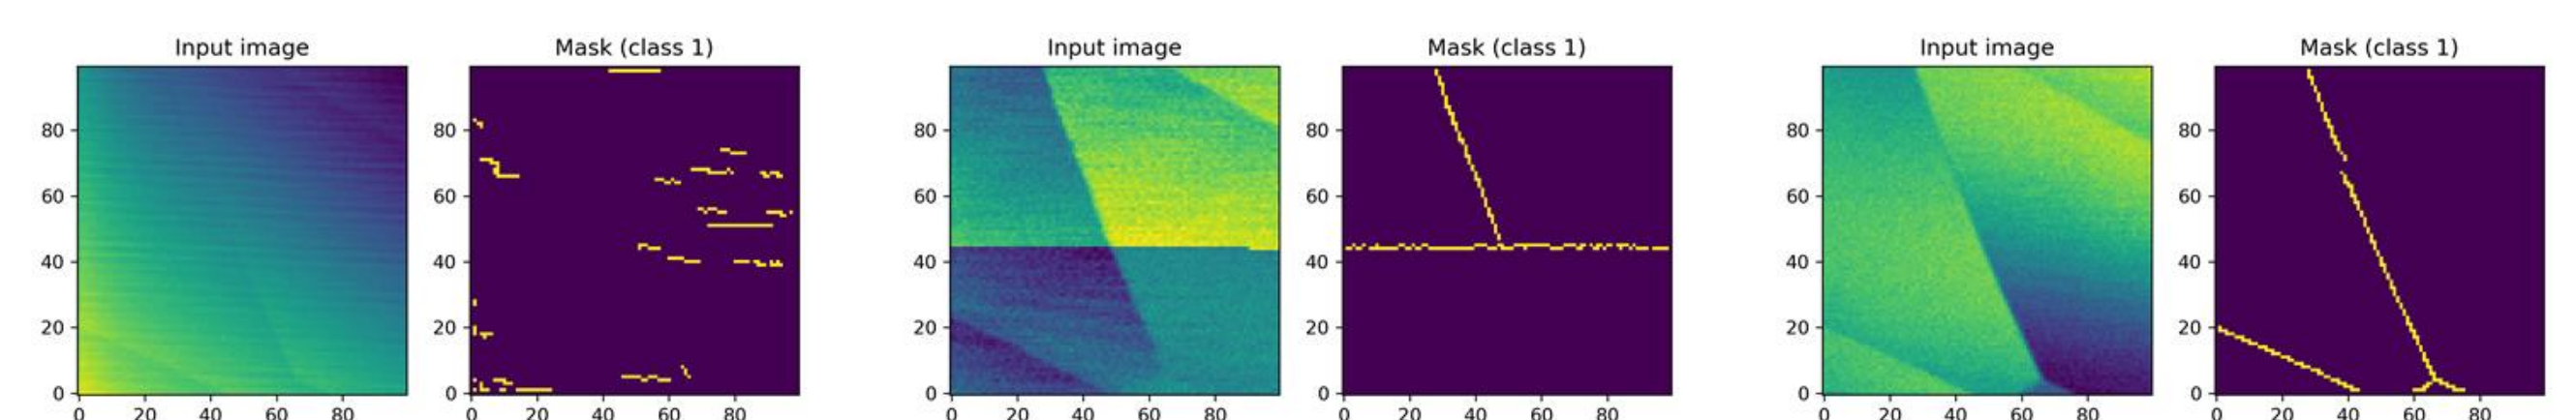 Input image Mask (class 1) Input image Mask (class 1) Input image Mask (class 1)
80 80 80 80 80 80
60 60 60 60 60 60
40 40 40 40 40 40
20 20 20 20 20 20
0 0 0 0 0 0
0 20 40 60 80 0 20 40 60 80 0 20 40 60 80 0 20 40 60 80 0 20 40 60 80 0 20 40 60 80